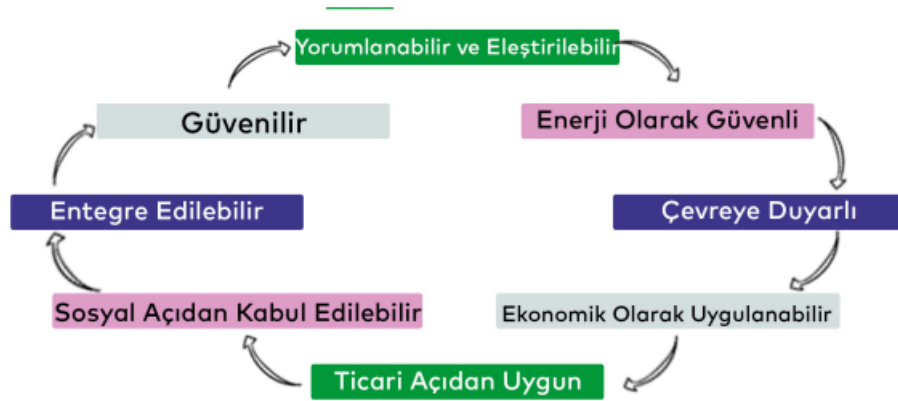 Yorumlanabilir ve Eleştirilebilir
Güvenilir
Enerji Olarak Güvenli
Entegre Edilebilir
Çevreye Duyarlı
Sosyal Açıdan Kabul Edilebilir
Ekonomik Olarak Uygulanabilir
Ticari Açıdan Uygun